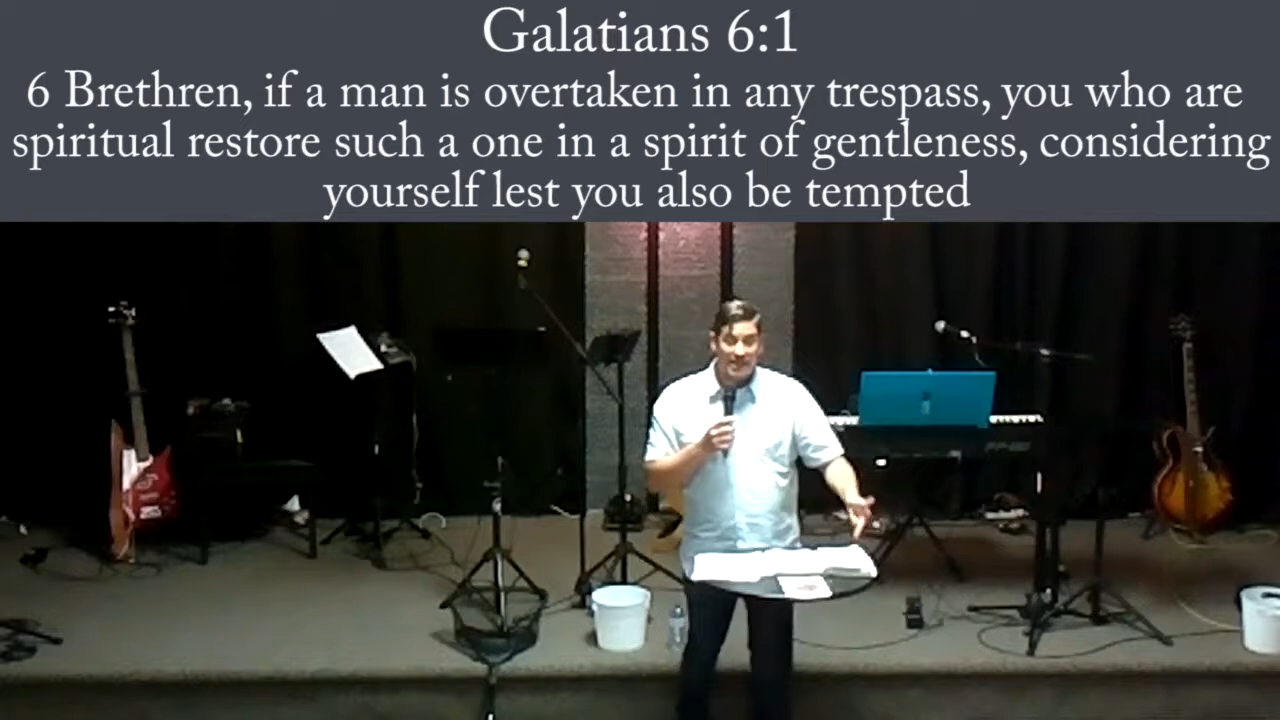 Galatians 6:1
6 Brethren, if a man is overtaken in any trespass, you who are
spiritual restore such a one in a spirit of gentleness, considering
yourself lest you also be tempted